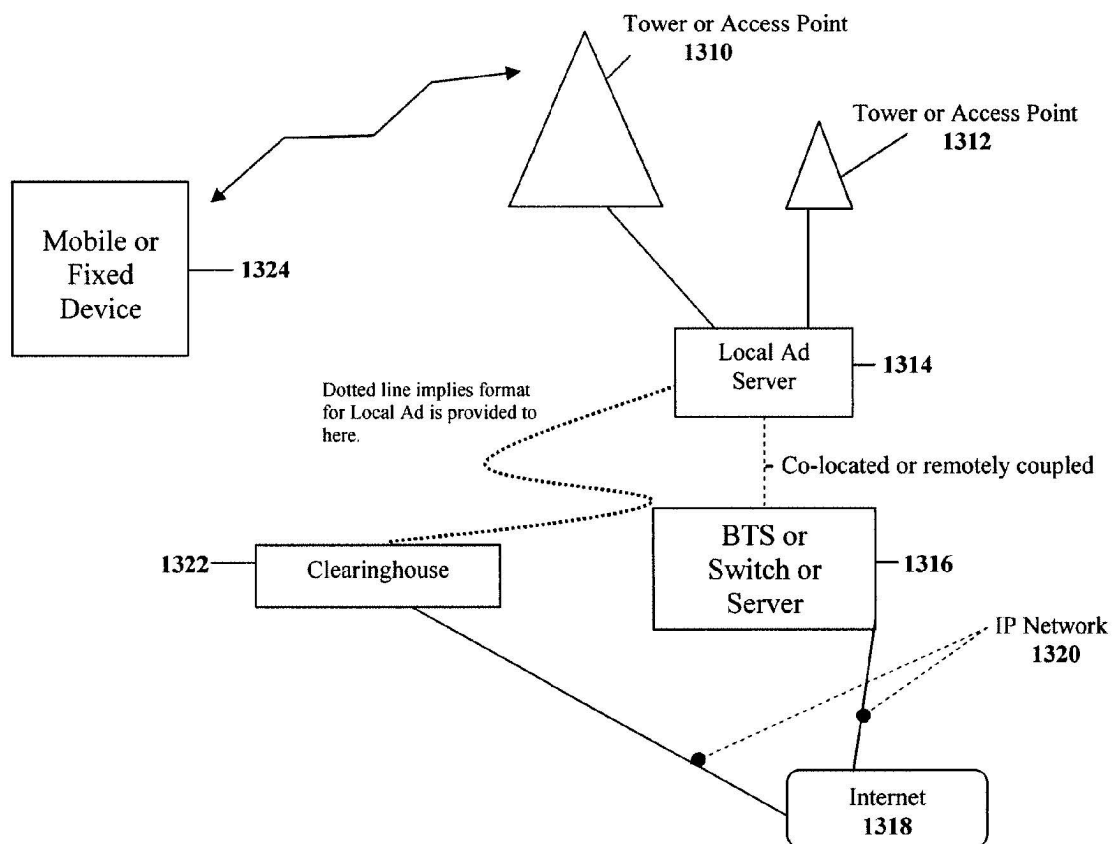 Tower or Access Point
1310
Tower or Access Point
1312
Mobile or
Fixed
Device
1324
Local Ad
Server
1314
Dotted line implies format
for Local Ad is provided to
here.
Co-located or remotely coupled
BTS or
Switch or
Server
1316
1322
Clearinghouse
IP Network
1320
Internet
1318